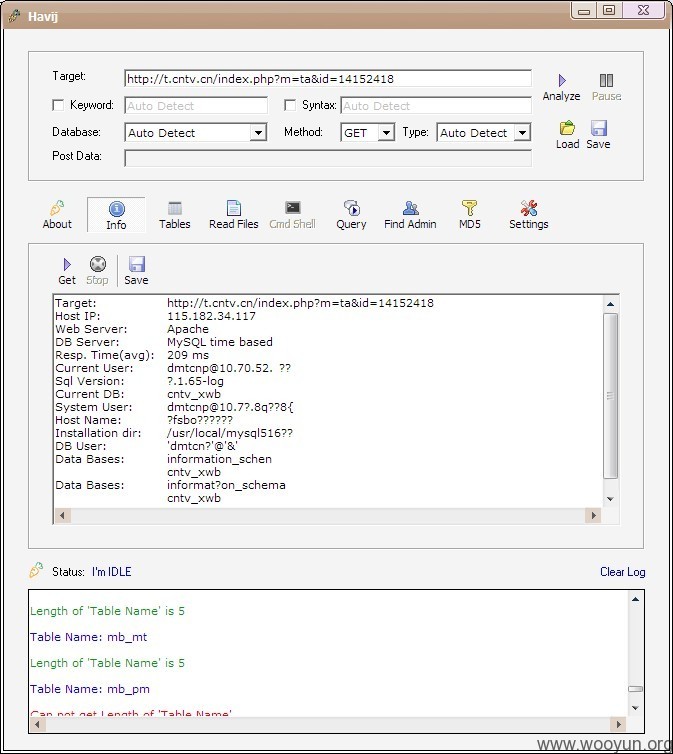 Havij
Target: http://t.cntv.cn/index.php?m=ta&id=14152418
Analyze Pause
Keyword: Auto Detect Syntax: Auto Detect
Database: Auto Detect Method: GET Type: Auto Detect
Load Save
Post Data:
About Info Tables Read Files Cmd Shell Query Find Admin MD5 Settings
Get Stop Save
Target: http://t.cntv.cn/index.php?m=ta&id=14152418
Host IP: 115.182.34.117
Web Server: Apache
DB Server: MySQL time based
Resp. Time(avg): 209 ms
Current User: dmtcnp@10.70.52. ??
Sql Version: ?.1.65-log
Current DB: cntv_xwb
System User: dmtcnp@10.7?.8q??8{
Host Name: ?fsbo??????
Installation dir: /usr/local/mysql516??
DB User: 'dmtcn?'@'&'
Data Bases: information_schen
cntv_xwb
Data Bases: informat?on_schema
cntv_xwb
Status: I'm IDLE Clear Log
Length of 'Table Name' is 5
Table Name: mb_mt
Length of 'Table Name' is 5
Table Name: mb_pm
Can not get Length of 'Table Name'
www.wooyun.org